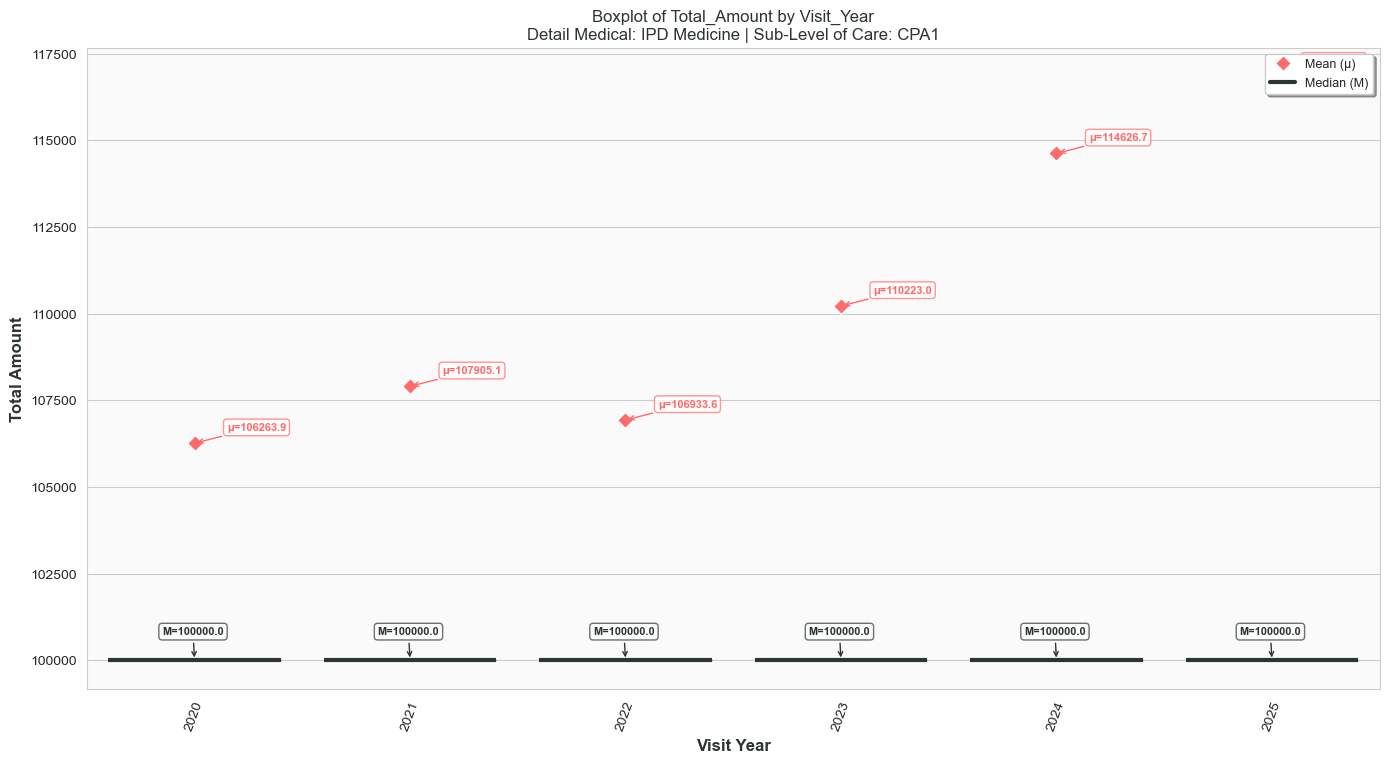 Boxplot of Total_Amount by Visit_Year
Detail Medical: IPD Medicine | Sub-Level of Care: CPA1
117500
115000
112500
110000
107500
105000
102500
100000
Total Amount
Mean (μ)
Median (M)
μ=114626.7
μ=110223.0
μ=107905.1
μ=106933.6
μ=106263.9
M=100000.0
M=100000.0
M=100000.0
M=100000.0
M=100000.0
M=100000.0
2020
2021
2022
2023
2024
2025
Visit Year